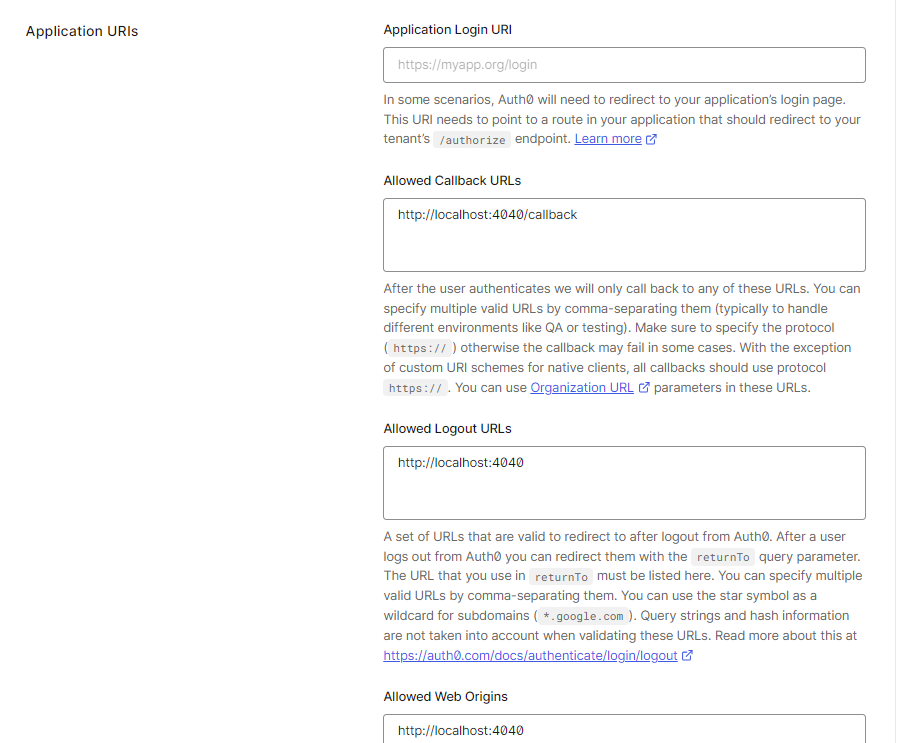 Application URIs
Application Login URI
https://myapp.org/login
In some scenarios, Auth0 will need to redirect to your application's login page.
This URI needs to point to a route in your application that should redirect to your
tenant's /authorize endpoint. Learn more
Allowed Callback URLs
http://localhost:4040/callback
After the user authenticates we will only call back to any of these URLs. You can
specify multiple valid URLs by comma-separating them (typically to handle
different environments like QA or testing). Make sure to specify the protocol
( https:// ) otherwise the callback may fail in some cases. With the exception
of custom URI schemes for native clients, all callbacks should use protocol
https:// . You can use Organization URL parameters in these URLs.
Allowed Logout URLs
http://localhost:4040
A set of URLs that are valid to redirect to after logout from Auth0. After a user
logs out from Auth0 you can redirect them with the returnTo query parameter.
The URL that you use in returnTo must be listed here. You can specify multiple
valid URLs by comma-separating them. You can use the star symbol as a
wildcard for subdomains ( *.google.com ). Query strings and hash information
are not taken into account when validating these URLs. Read more about this at
https://auth0.com/docs/authenticate/login/logout
Allowed Web Origins
http://localhost:4040